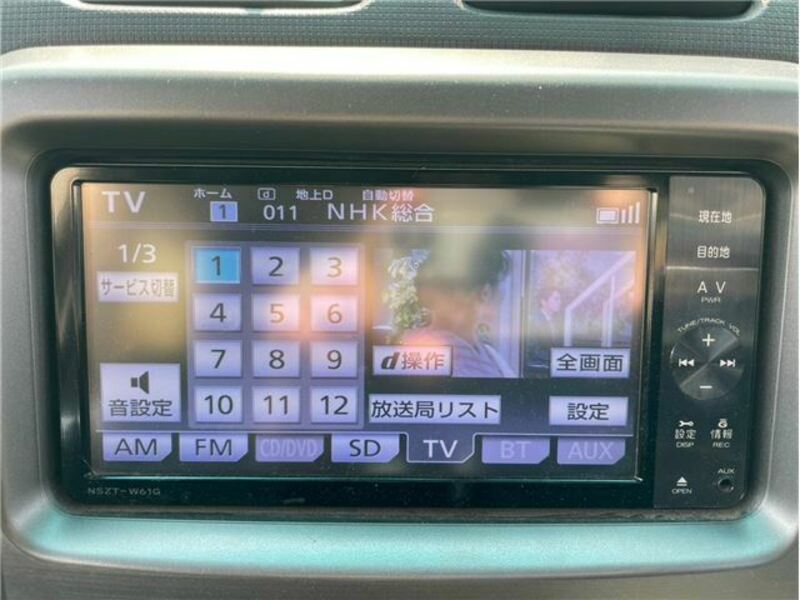 TV
ホーム d 地上D 自動切替
1 011 NHK総合
1/3
サービス切替
音設定
1 2 3
4 5 6
7 8 9
10 11 12
d操作
全画面
放送局リスト
設定
AM FM CD/DVD SD TV BT AUX
NSZT-W61G
現在地
目的地
AV
PWR
TUNE/TRACK VOL
+
−
設定 情報
DISP REC
AUX
OPEN